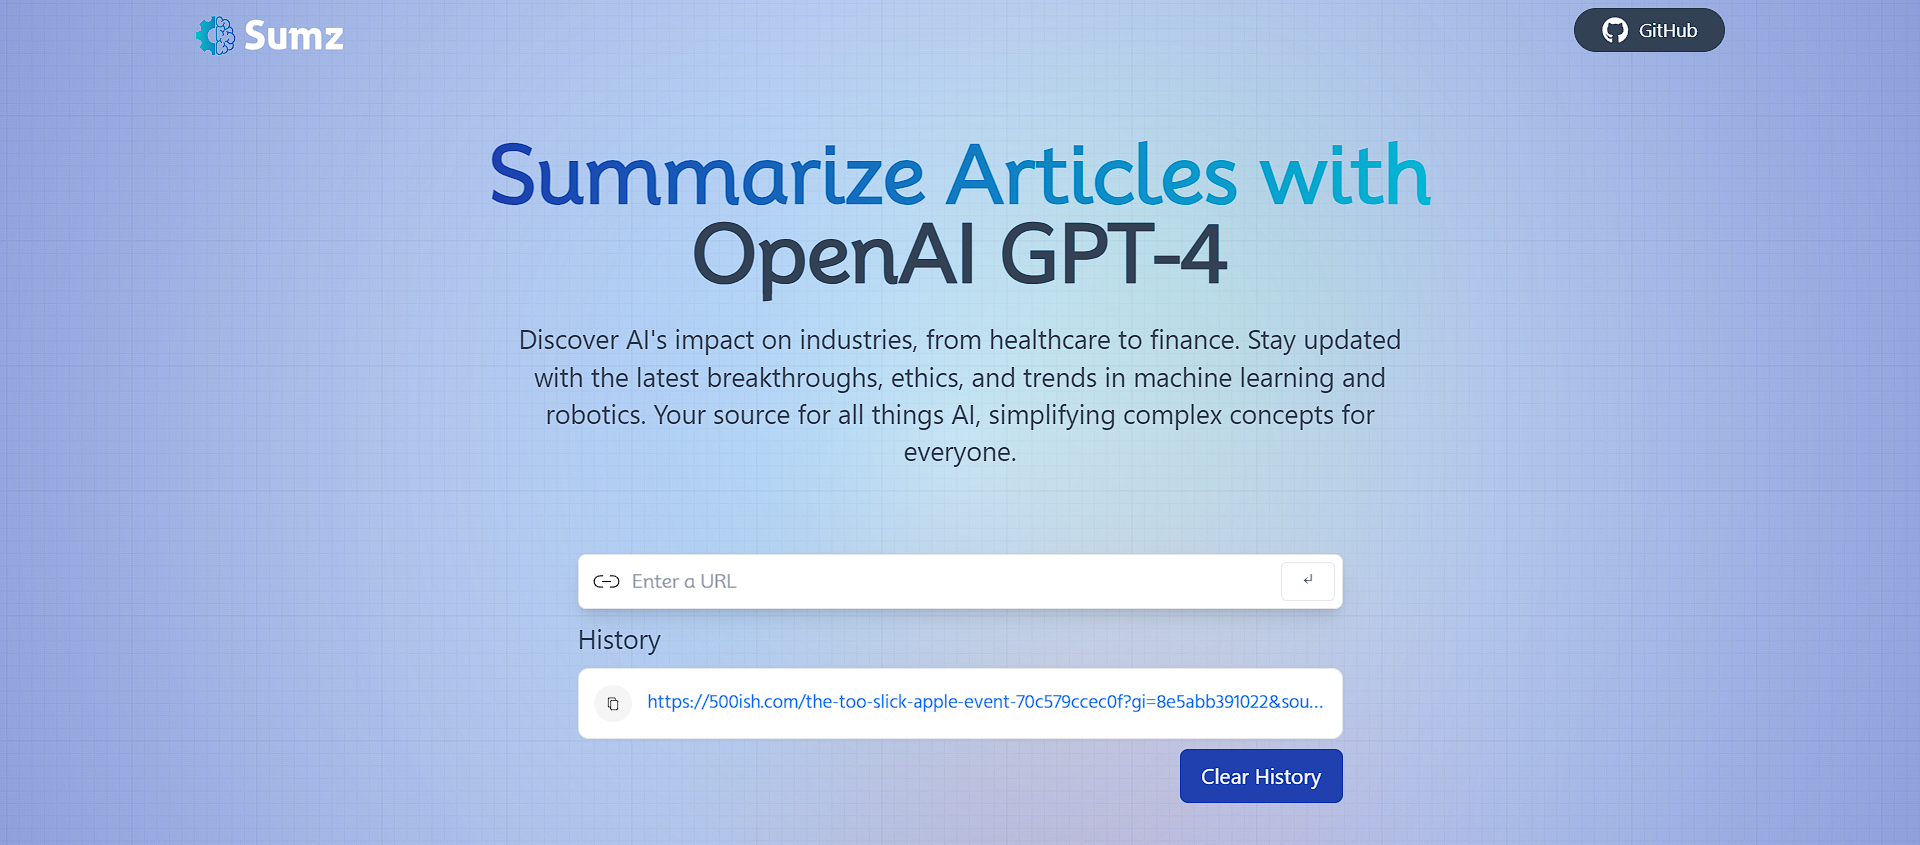 Sumz
GitHub
Summarize Articles with
OpenAI GPT-4
Discover AI's impact on industries, from healthcare to finance. Stay updated
with the latest breakthroughs, ethics, and trends in machine learning and
robotics. Your source for all things AI, simplifying complex concepts for
everyone.
Enter a URL
History
https://500ish.com/the-too-slick-apple-event-70c579ccec0f?gi=8e5abb391022&sou...
Clear History